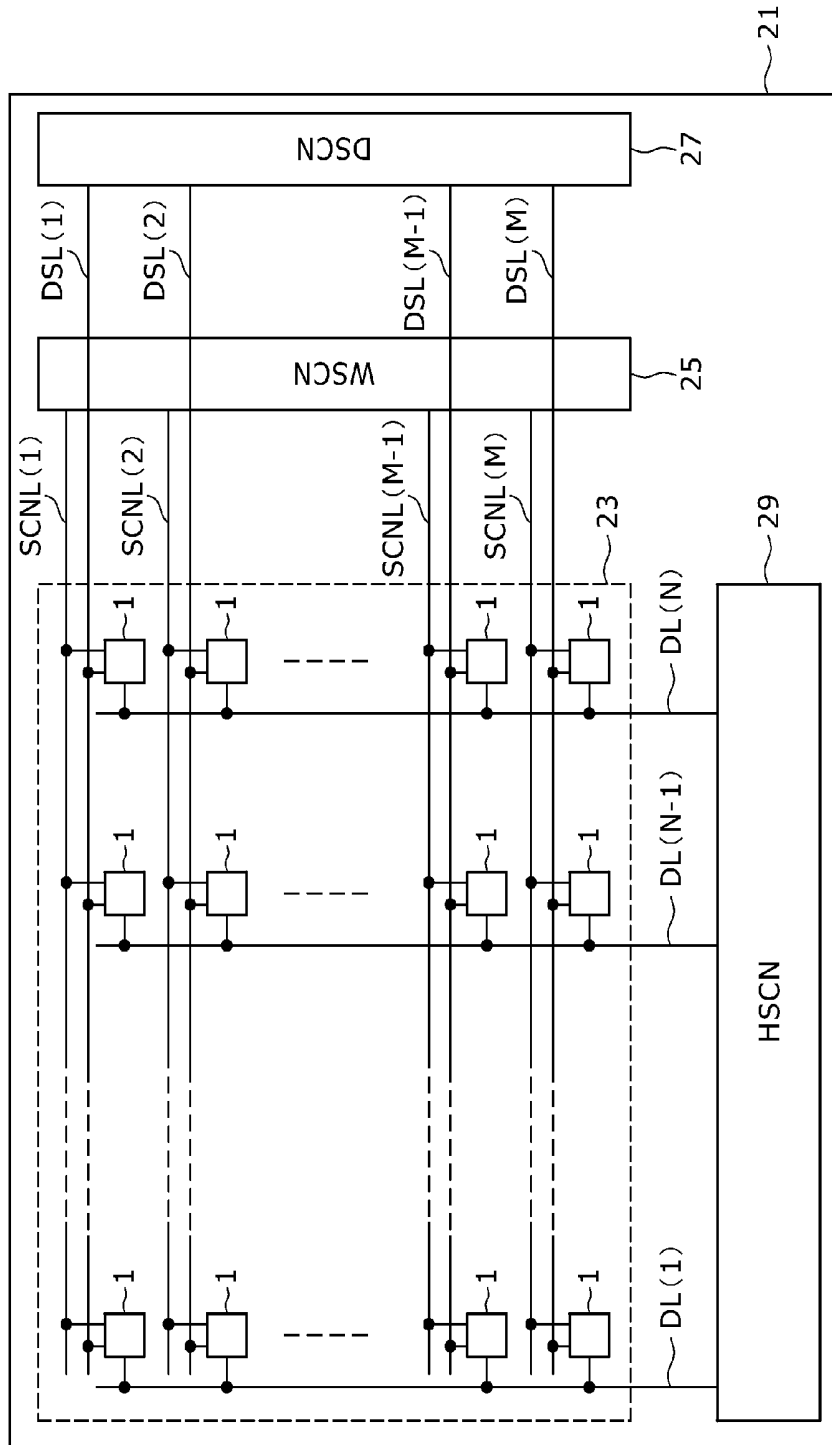 21
DSCN
27
DSL(1)
DSL(2)
DSL(M-1)
DSL(M)
WSCN
25
SCNL(1)
SCNL(2)
SCNL(M-1)
SCNL(M)
23
29
1
1
1
1
DL(N)
1
1
1
1
DL(N-1)
HSCN
1
1
1
1
DL(1)